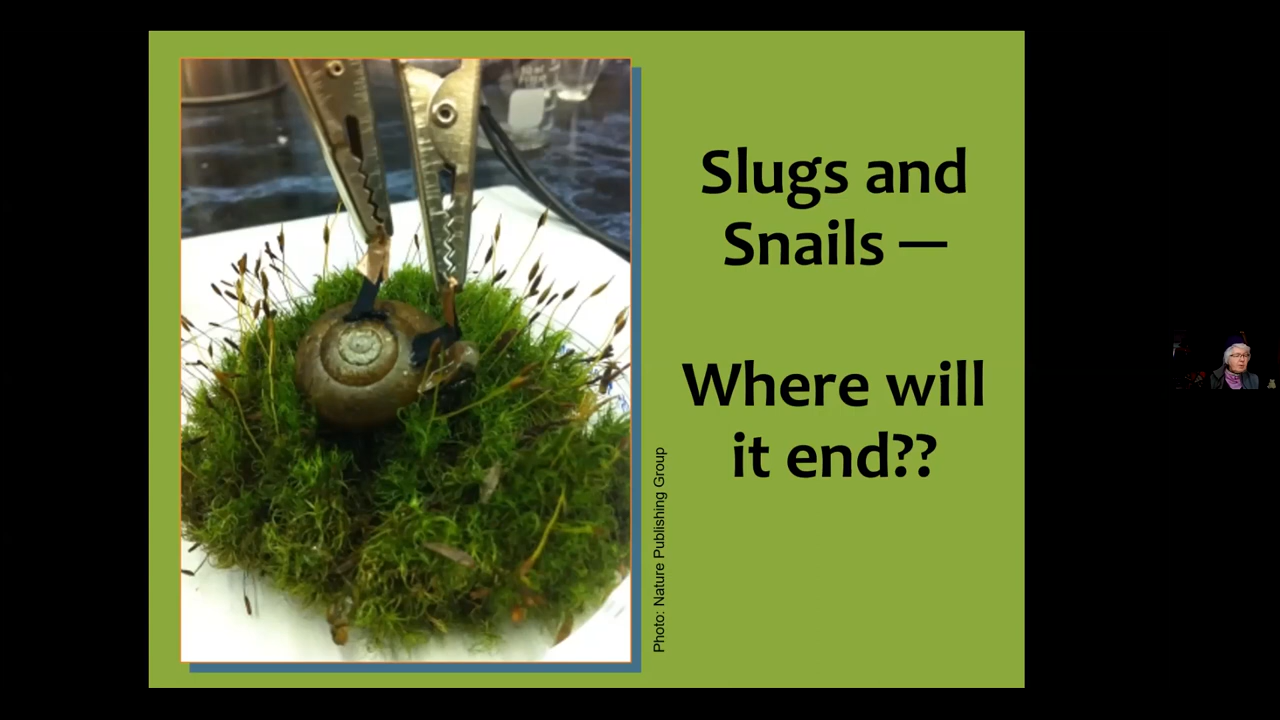 Slugs and
Snails —
Where will
it end??
Photo: Nature Publishing Group